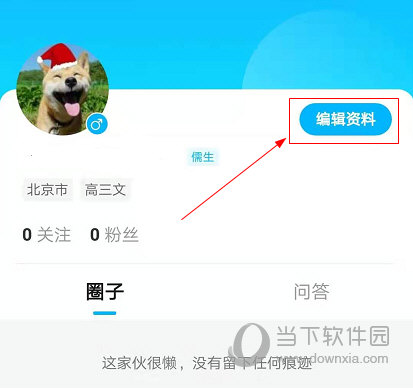 编辑资料
儒生
北京市 高三文
0 关注 0 粉丝
圈子 问答
这家伙很懒，没有留下任何痕迹
当下软件园
www.downxia.com